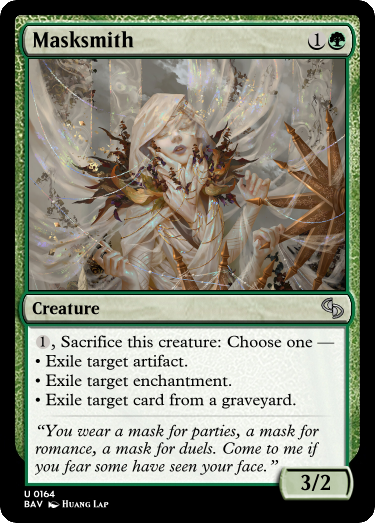 Masksmith 1
Creature
1, Sacrifice this creature: Choose one —
• Exile target artifact.
• Exile target enchantment.
• Exile target card from a graveyard.
“You wear a mask for parties, a mask for
romance, a mask for duels. Come to me if
you fear some have seen your face.”
3/2
U 0164
BAV Huang Lap